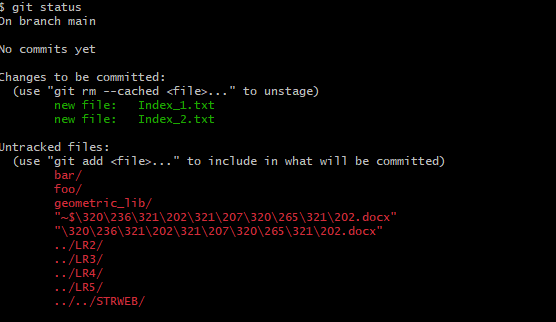 $ git status
On branch main
No commits yet
Changes to be committed:
(use "git rm --cached <file>..." to unstage)
new file:   Index_1.txt
new file:   Index_2.txt
Untracked files:
(use "git add <file>..." to include in what will be committed)
bar/
foo/
geometric_lib/
"~$\320\236\321\202\321\207\320\265\321\202.docx"
"\320\236\321\202\321\207\320\265\321\202.docx"
../LR2/
../LR3/
../LR4/
../LR5/
../../STRWEB/